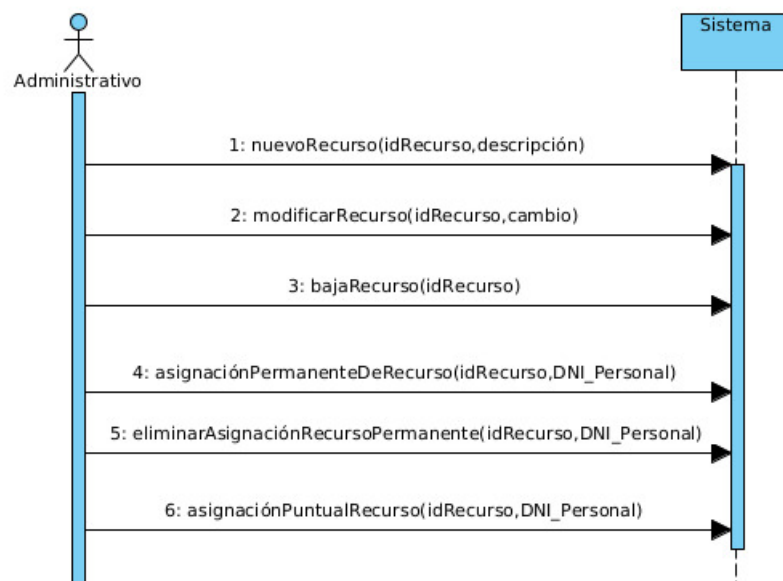 Sistema
Administrativo
1: nuevoRecurso(idRecurso,descripción)
2: modificarRecurso(idRecurso,cambio)
3: bajaRecurso(idRecurso)
4: asignaciónPermanenteDeRecurso(idRecurso,DNI_Personal)
5: eliminarAsignaciónRecursoPermanente(idRecurso,DNI_Personal)
6: asignaciónPuntualRecurso(idRecurso,DNI_Personal)